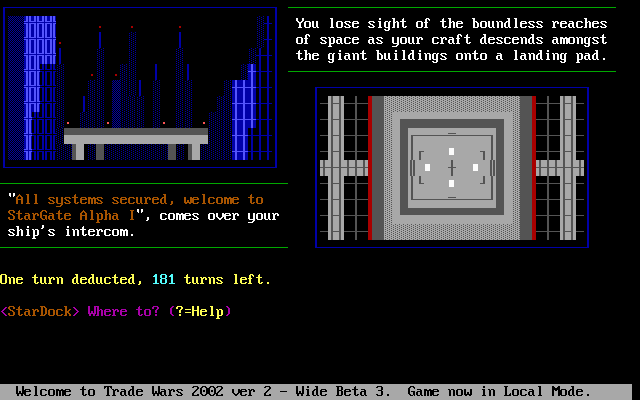 You lose sight of the boundless reaches
of space as your craft descends amongst
the giant buildings onto a landing pad.
"All systems secured, welcome to
StarGate Alpha I", comes over your
ship's intercom.
One turn deducted, 181 turns left.
<StarDock> Where to? (?=Help)
Welcome to Trade Wars 2002 ver 2 - Wide Beta 3.  Game now in Local Mode.